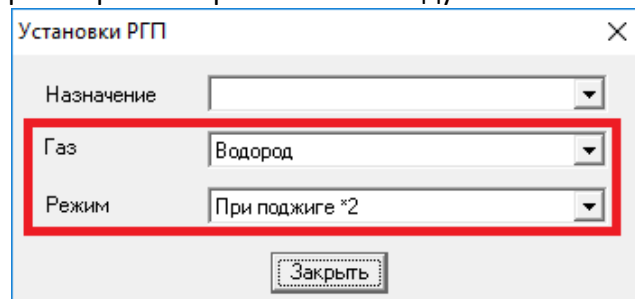 Установки РГП
Назначение
Газ
Водород
Режим
При поджиге *2
Закрыть